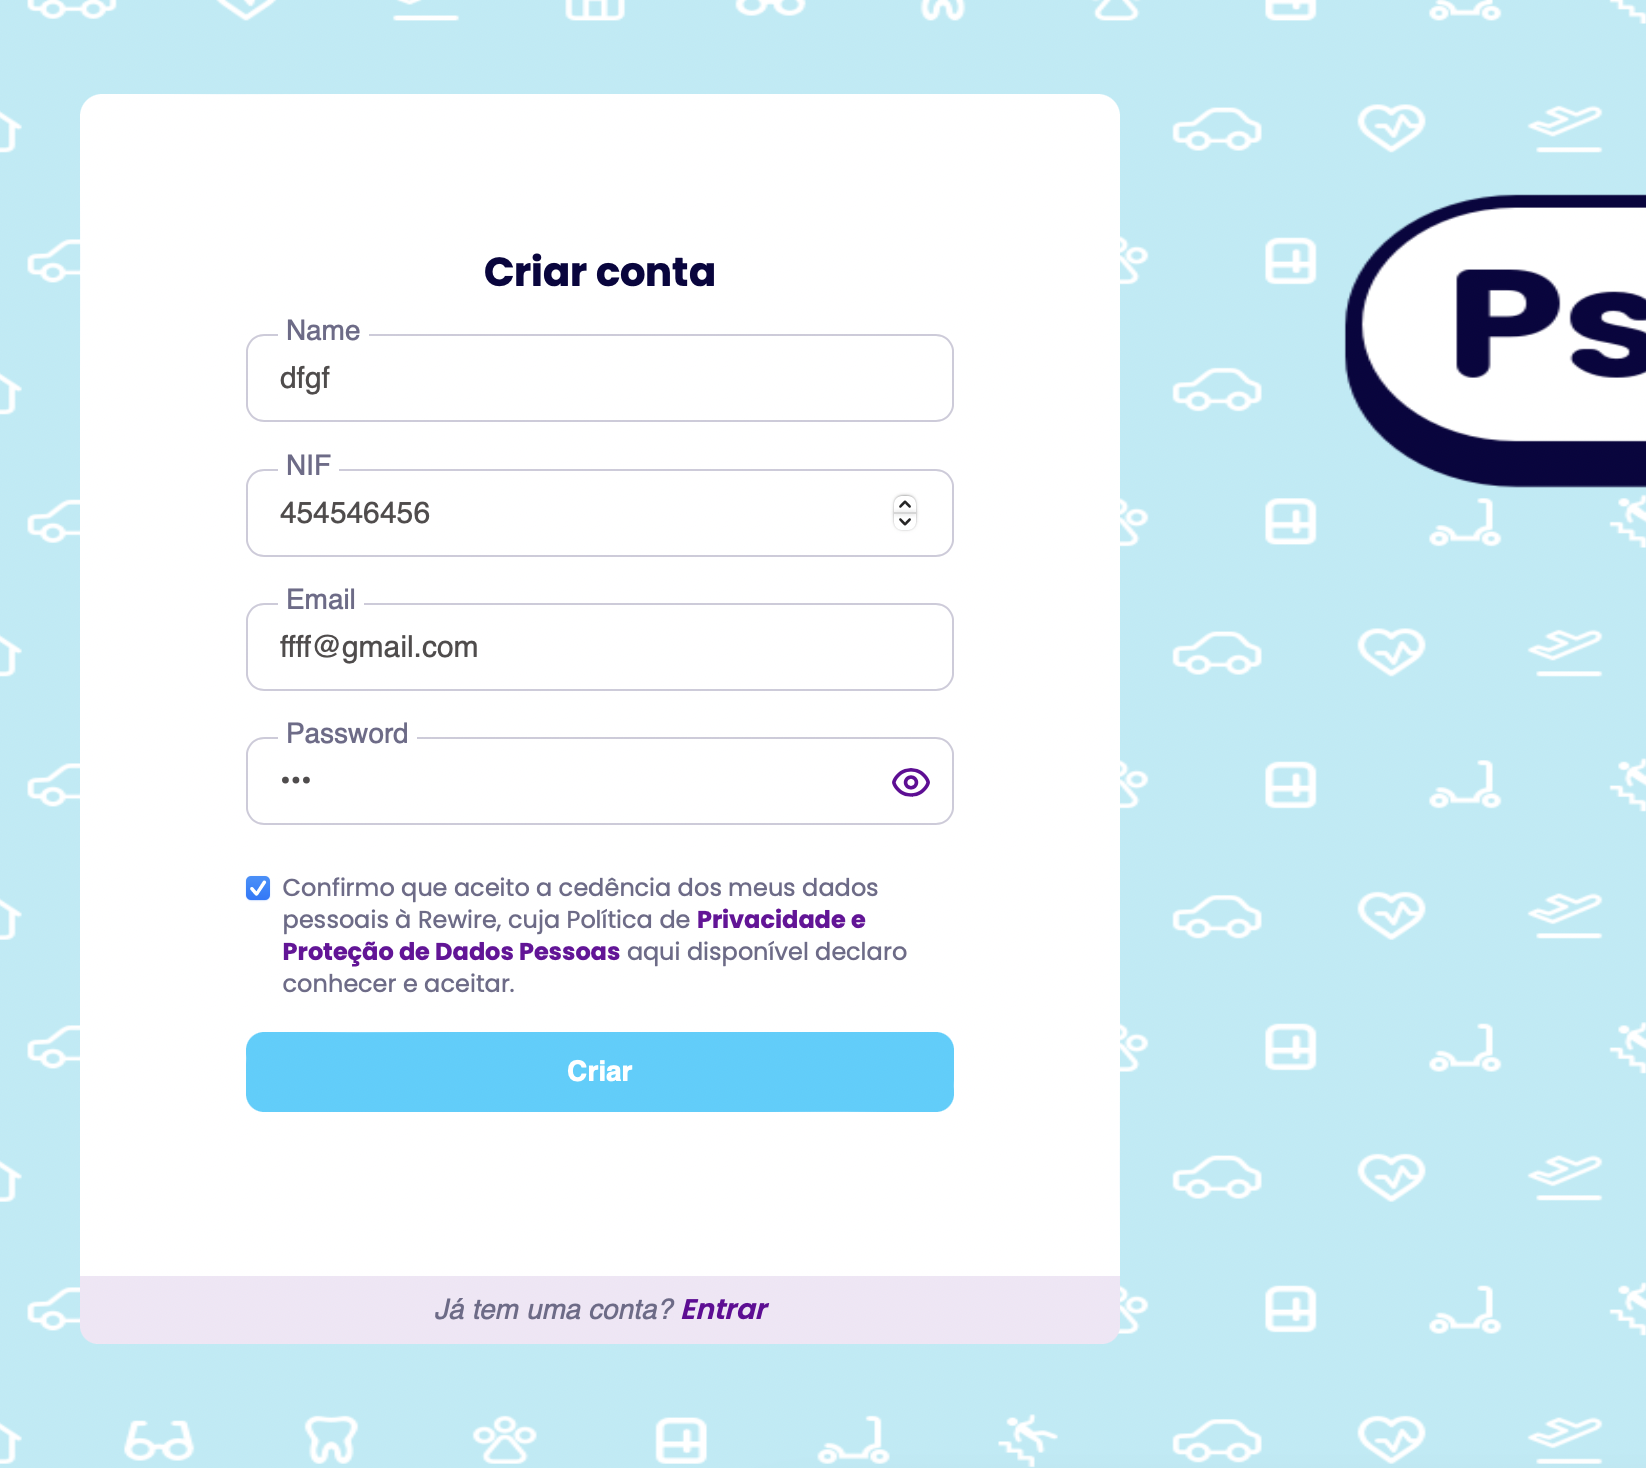 Criar conta
Name
dfgf
NIF
454546456
Email
ffff@gmail.com
Password
•••
Confirmo que aceito a cedência dos meus dados
pessoais à Rewire, cuja Política de Privacidade e
Proteção de Dados Pessoas aqui disponível declaro
conhecer e aceitar.
Criar
Já tem uma conta? Entrar
Ps